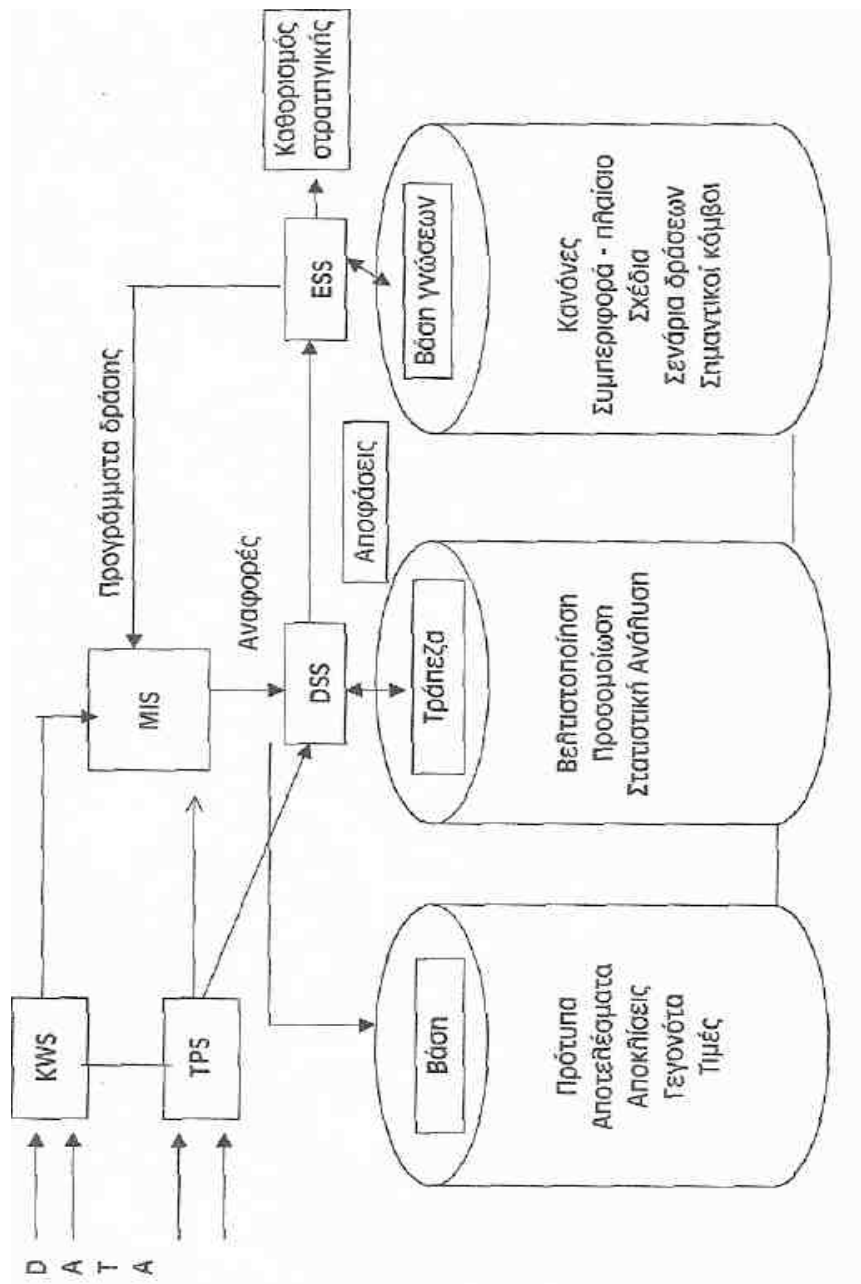 D
A
T
A
KWS
TPS
MIS
Προγράμματα δράσης
Αναφορές
DSS
ESS
Καθορισμός
στρατηγικής
Αποφάσεις
Βάση
Πρότυπα
Αποτελέσματα
Αποκλίσεις
Γεγονότα
Τιμές
Τράπεζα
Βελτιστοποίηση
Προσομοίωση
Στατιστική Ανάλυση
Βάση γνώσεων
Κανόνες
Συμπεριφορά - πλαίσιο
Σχέδια
Σενάρια δράσεων
Σημαντικοί κόμβοι